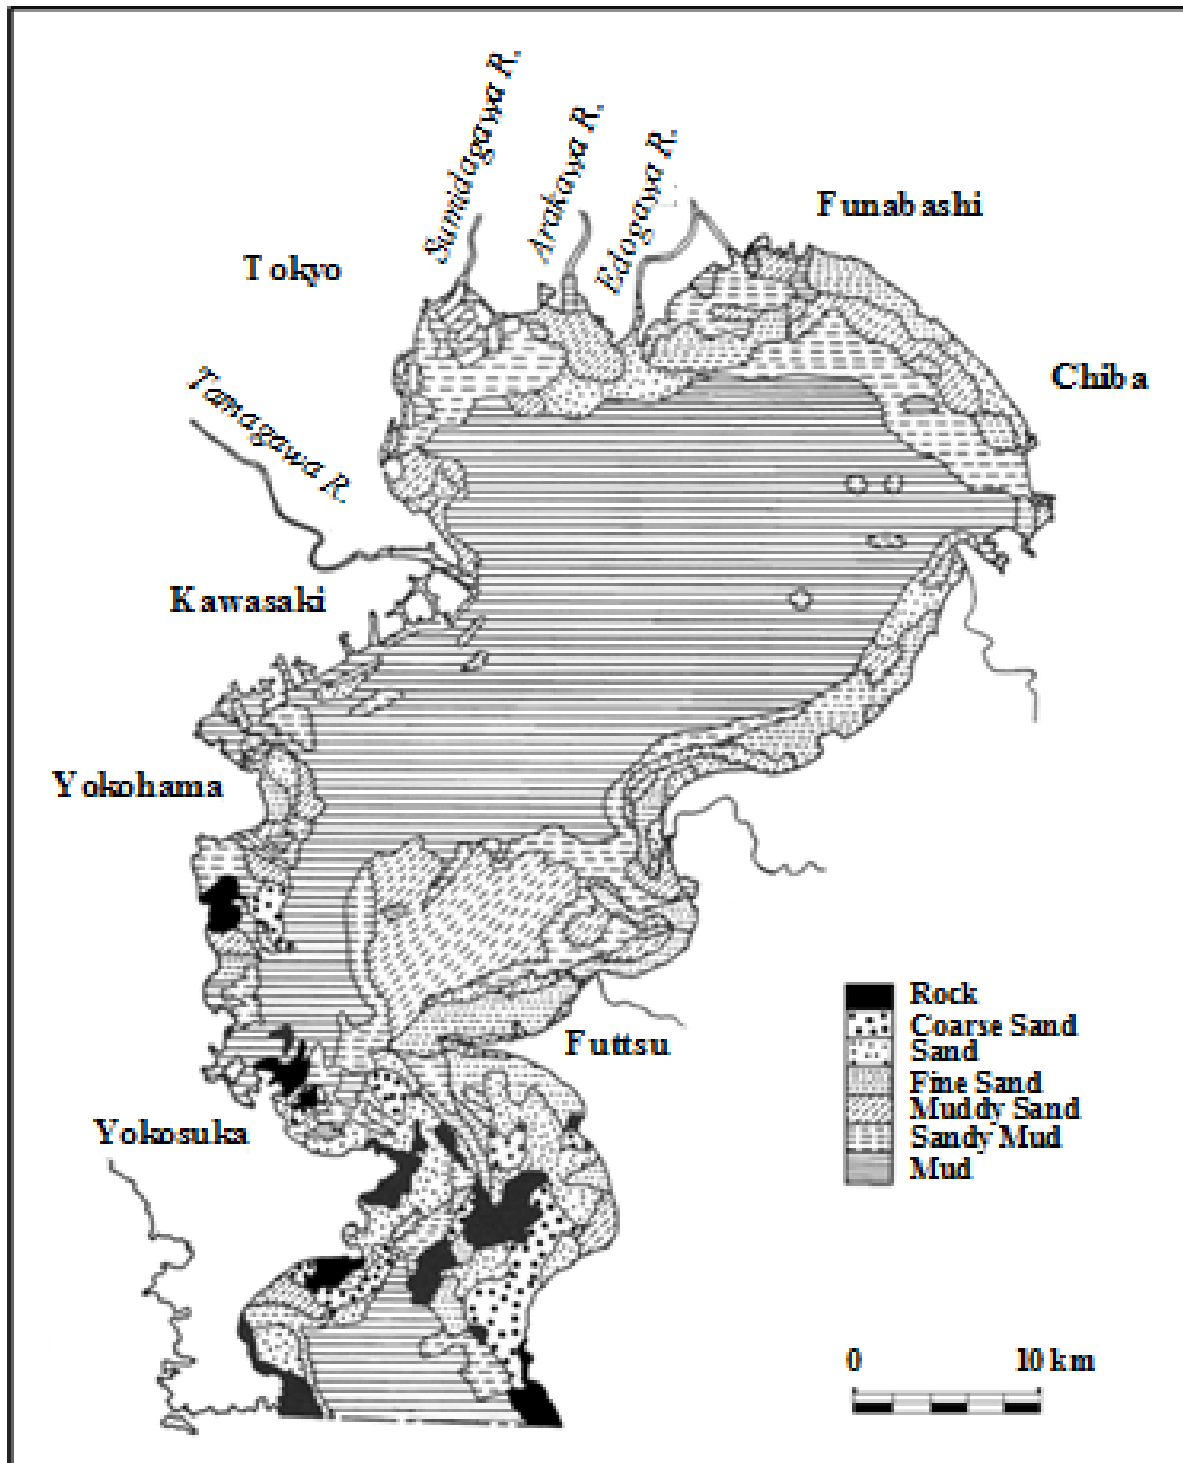 Sumidagawa R.
Arakawa R.
Edogawa R.
Funabashi
Tokyo
Chiba
Tamagawa R.
Kawasaki
Yokohama
Futtsu
Yokosuka
Rock
Coarse Sand
Sand
Fine Sand
Muddy Sand
Sandy Mud
Mud
0 10 km